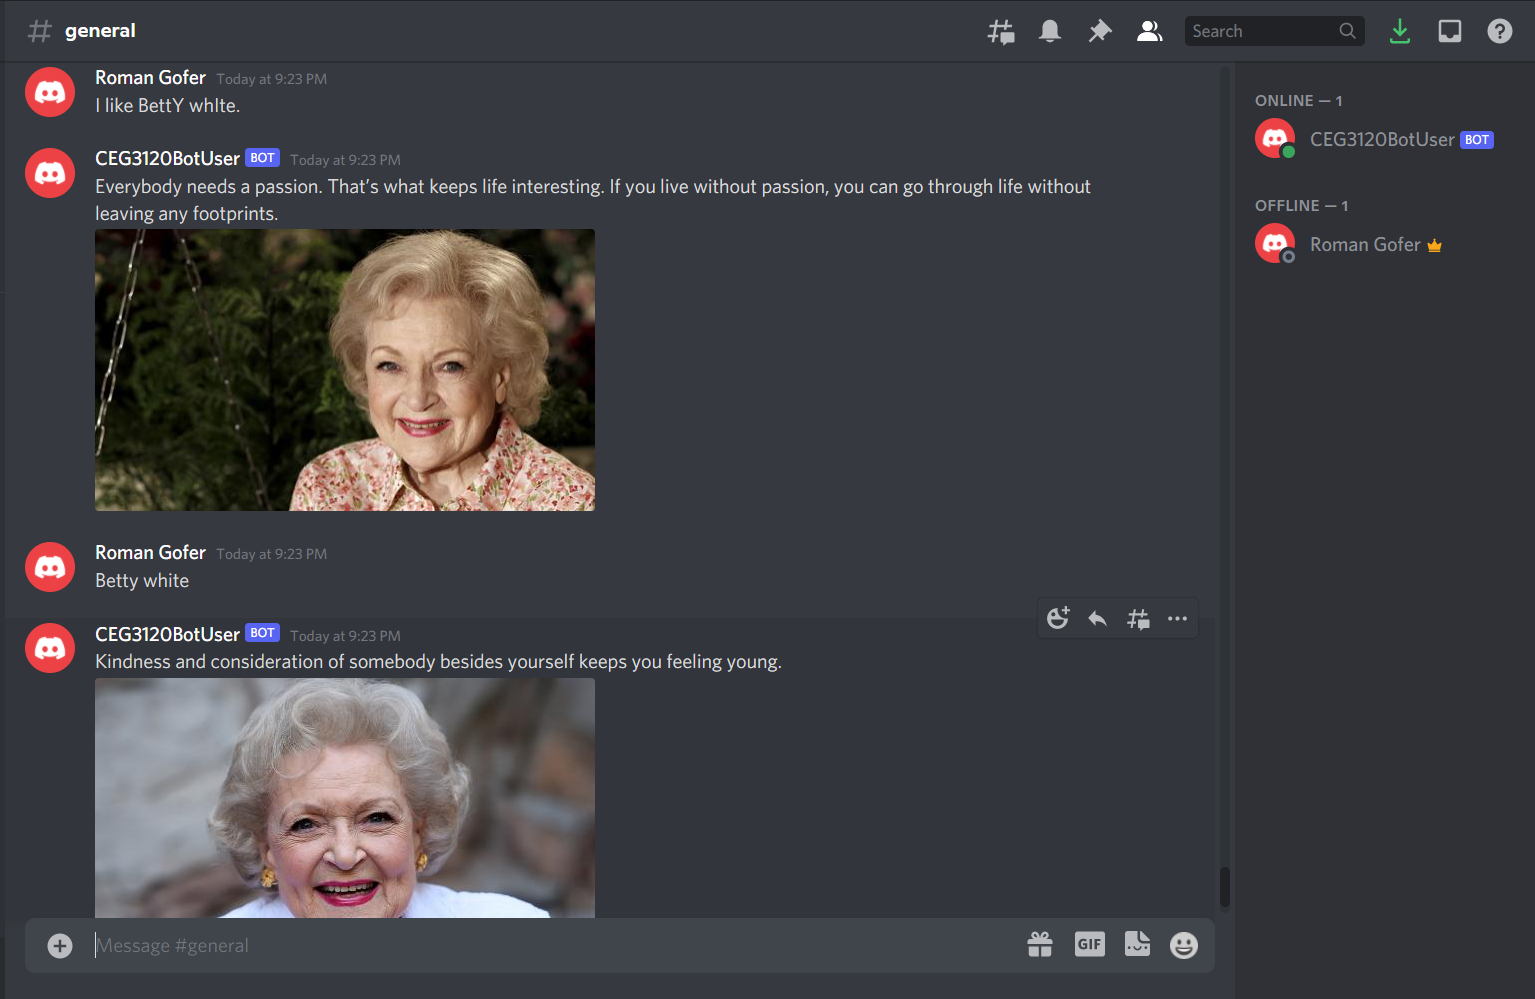 general
Search
Roman Gofer Today at 9:23 PM
I like BettY whIte.
CEG3120BotUser BOT Today at 9:23 PM
Everybody needs a passion. That’s what keeps life interesting. If you live without passion, you can go through life without
leaving any footprints.
Roman Gofer Today at 9:23 PM
Betty white
CEG3120BotUser BOT Today at 9:23 PM
Kindness and consideration of somebody besides yourself keeps you feeling young.
Message #general
GIF
ONLINE — 1
CEG3120BotUser BOT
OFFLINE — 1
Roman Gofer